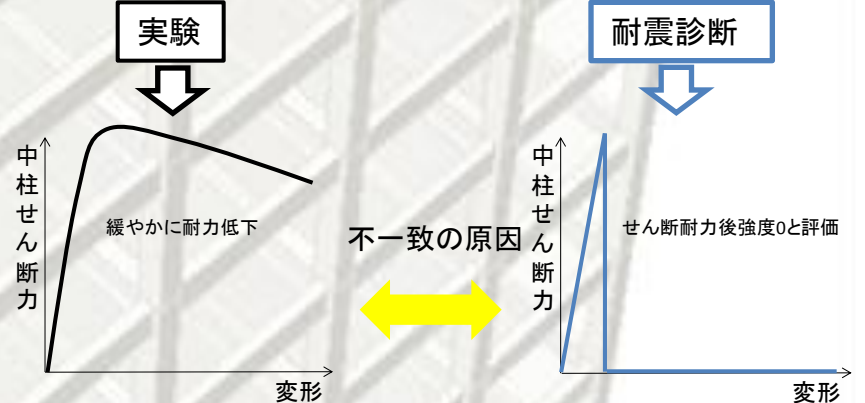 実験
耐震診断
中柱せん断力
緩やかに耐力低下
変形
不一致の原因
中柱せん断力
せん断耐力後強度0と評価
変形